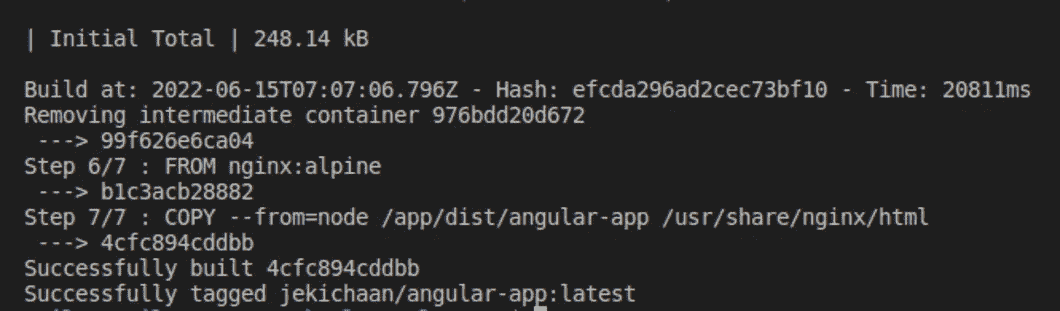 | Initial Total | 248.14 kB
Build at: 2022-06-15T07:07:06.796Z - Hash: efcda296ad2cec73bf10 - Time: 20811ms
Removing intermediate container 976bdd20d672
---> 99f626e6ca04
Step 6/7 : FROM nginx:alpine
---> b1c3acb28882
Step 7/7 : COPY --from=node /app/dist/angular-app /usr/share/nginx/html
---> 4cfc894cddbb
Successfully built 4cfc894cddbb
Successfully tagged jekichaan/angular-app:latest